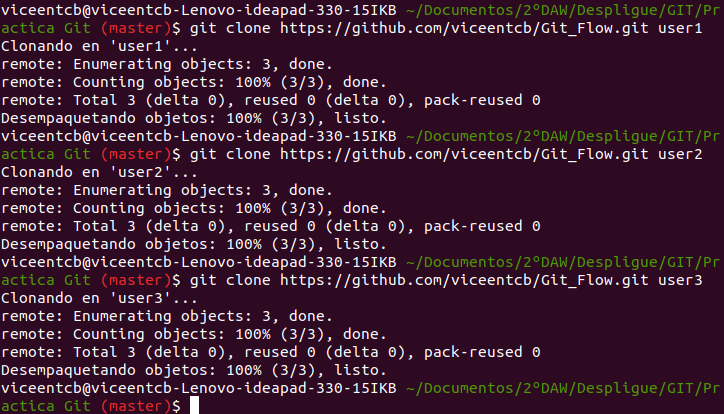 viceentcb@viceentcb-Lenovo-ideapad-330-15IKB ~/Documentos/2ºDAW/Despligue/GIT/Pr
actica Git (master)$ git clone https://github.com/viceentcb/Git_Flow.git user1
Clonando en 'user1'...
remote: Enumerating objects: 3, done.
remote: Counting objects: 100% (3/3), done.
remote: Total 3 (delta 0), reused 0 (delta 0), pack-reused 0
Desempaquetando objetos: 100% (3/3), listo.
viceentcb@viceentcb-Lenovo-ideapad-330-15IKB ~/Documentos/2ºDAW/Despligue/GIT/Pr
actica Git (master)$ git clone https://github.com/viceentcb/Git_Flow.git user2
Clonando en 'user2'...
remote: Enumerating objects: 3, done.
remote: Counting objects: 100% (3/3), done.
remote: Total 3 (delta 0), reused 0 (delta 0), pack-reused 0
Desempaquetando objetos: 100% (3/3), listo.
viceentcb@viceentcb-Lenovo-ideapad-330-15IKB ~/Documentos/2ºDAW/Despligue/GIT/Pr
actica Git (master)$ git clone https://github.com/viceentcb/Git_Flow.git user3
Clonando en 'user3'...
remote: Enumerating objects: 3, done.
remote: Counting objects: 100% (3/3), done.
remote: Total 3 (delta 0), reused 0 (delta 0), pack-reused 0
Desempaquetando objetos: 100% (3/3), listo.
viceentcb@viceentcb-Lenovo-ideapad-330-15IKB ~/Documentos/2ºDAW/Despligue/GIT/Pr
actica Git (master)$